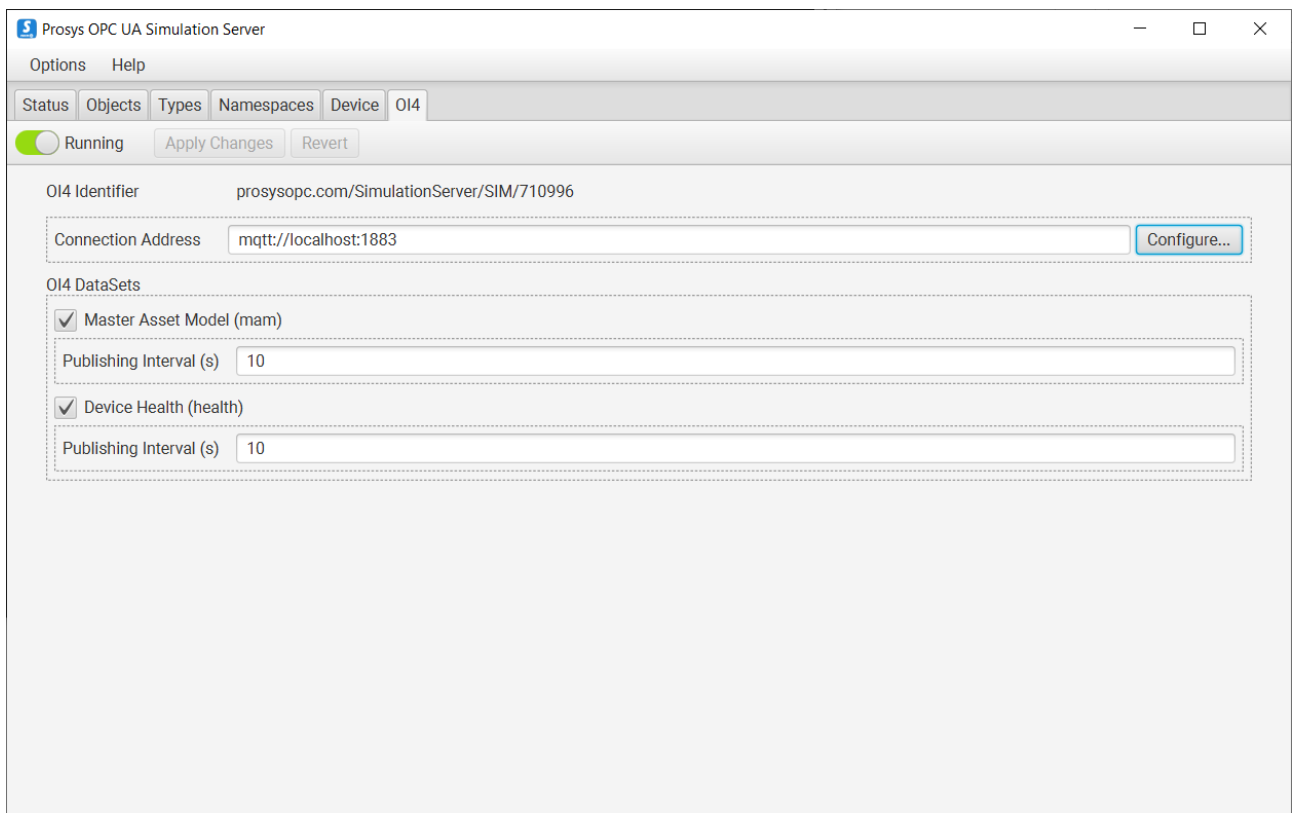 Prosys OPC UA Simulation Server
Options Help
Status Objects Types Namespaces Device OI4
Running Apply Changes Revert
OI4 Identifier prosysopc.com/SimulationServer/SIM/710996
Connection Address mqtt://localhost:1883 Configure...
OI4 DataSets
Master Asset Model (mam)
Publishing Interval (s) 10
Device Health (health)
Publishing Interval (s) 10